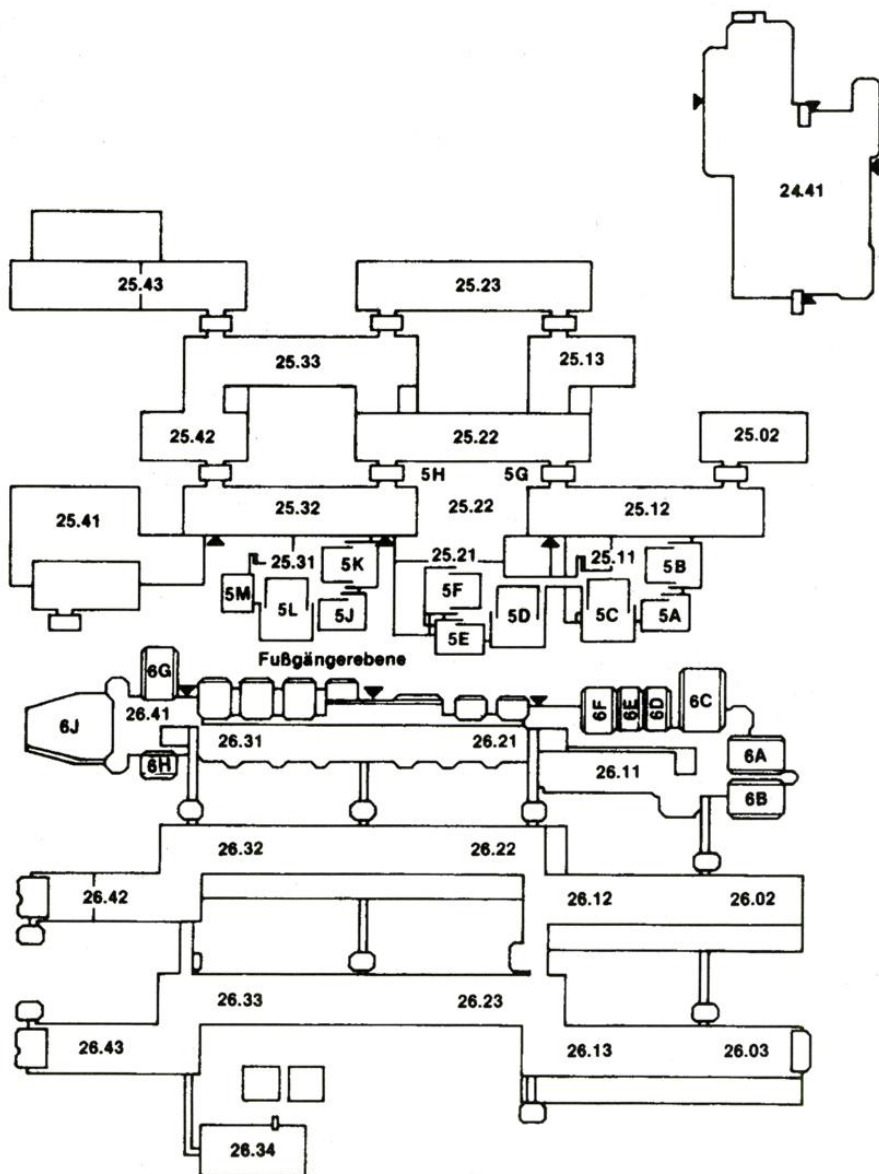 24.41
25.43
25.23
25.33
25.13
25.42
25.22
25.02
5H
5G
25.41
25.32
25.22
25.12
25.31
25.21
25.11
5K
5B
5M
5F
5L
5J
5D
5C
5A
5E
Fußgängerebene
6G
6C
6J
26.41
6F
6E
6D
26.31
26.21
6A
6H
26.11
6B
26.32
26.22
26.42
26.12
26.02
26.33
26.23
26.43
26.13
26.03
26.34